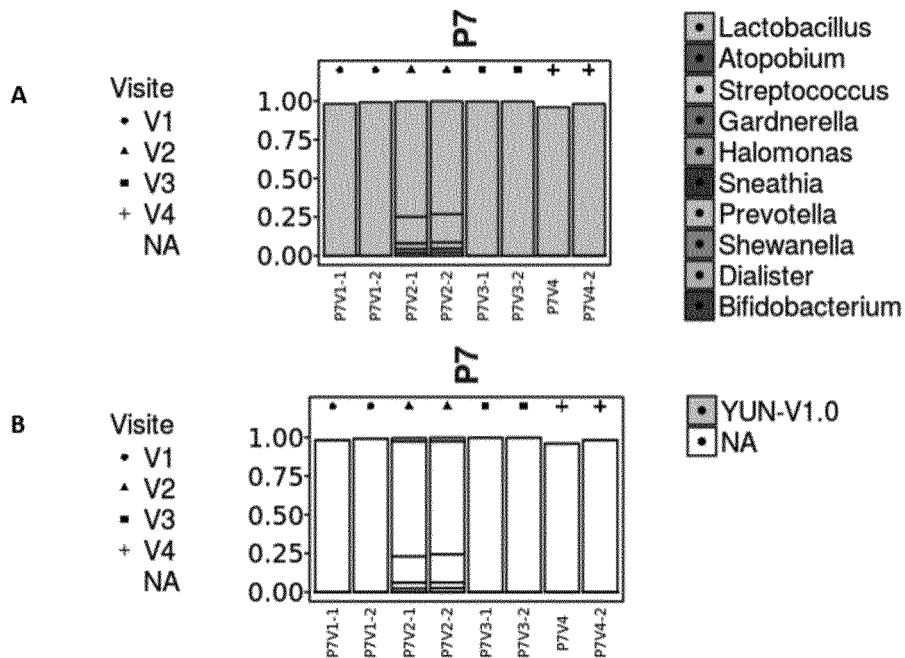 P7
A
Visite
V1
V2
V3
V4
NA
1.00
0.75
0.50
0.25
0.00
P7V1-1
P7V1-2
P7V2-1
P7V2-2
P7V3-1
P7V3-2
P7V4
P7V4-2
Lactobacillus
Atopobium
Streptococcus
Gardnerella
Halomonas
Sneathia
Prevotella
Shewanella
Dialister
Bifidobacterium
P7
B
Visite
V1
V2
V3
V4
NA
1.00
0.75
0.50
0.25
0.00
P7V1-1
P7V1-2
P7V2-1
P7V2-2
P7V3-1
P7V3-2
P7V4
P7V4-2
YUN-V1.0
NA